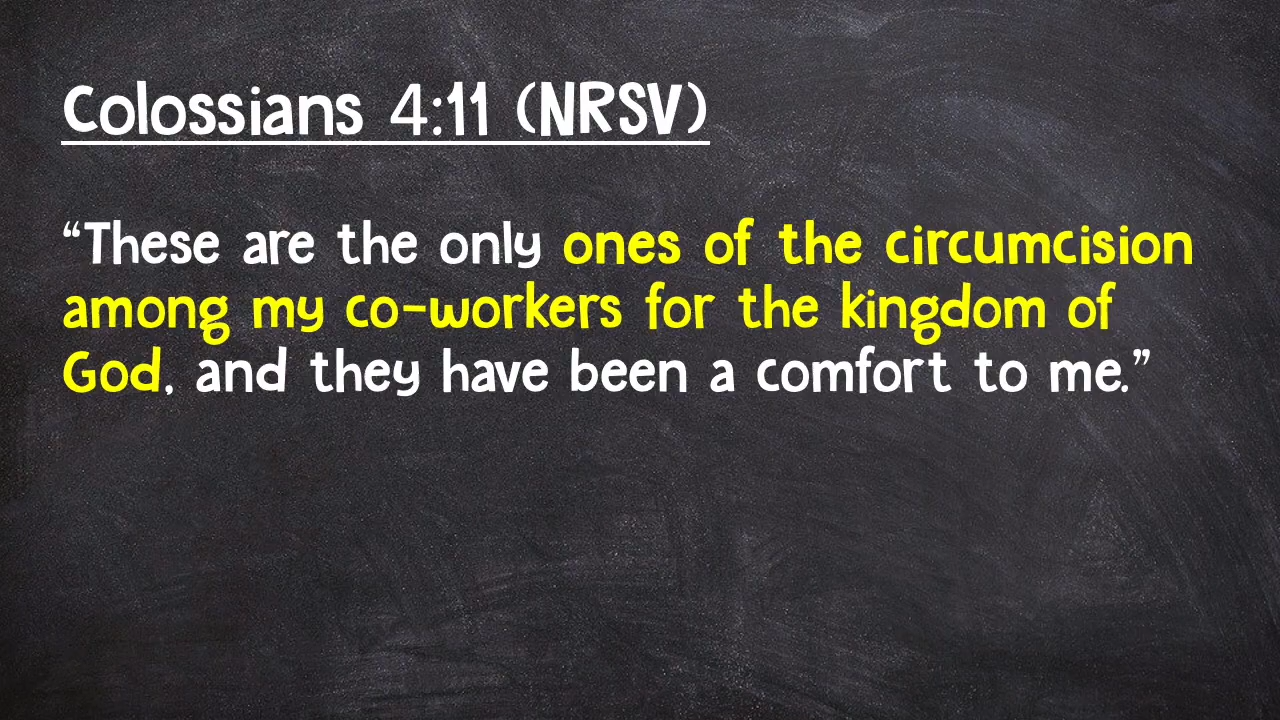 Colossians 4:11 (NRSV)
“These are the only ones of the circumcision
among my co-workers for the kingdom of
God, and they have been a comfort to me.”